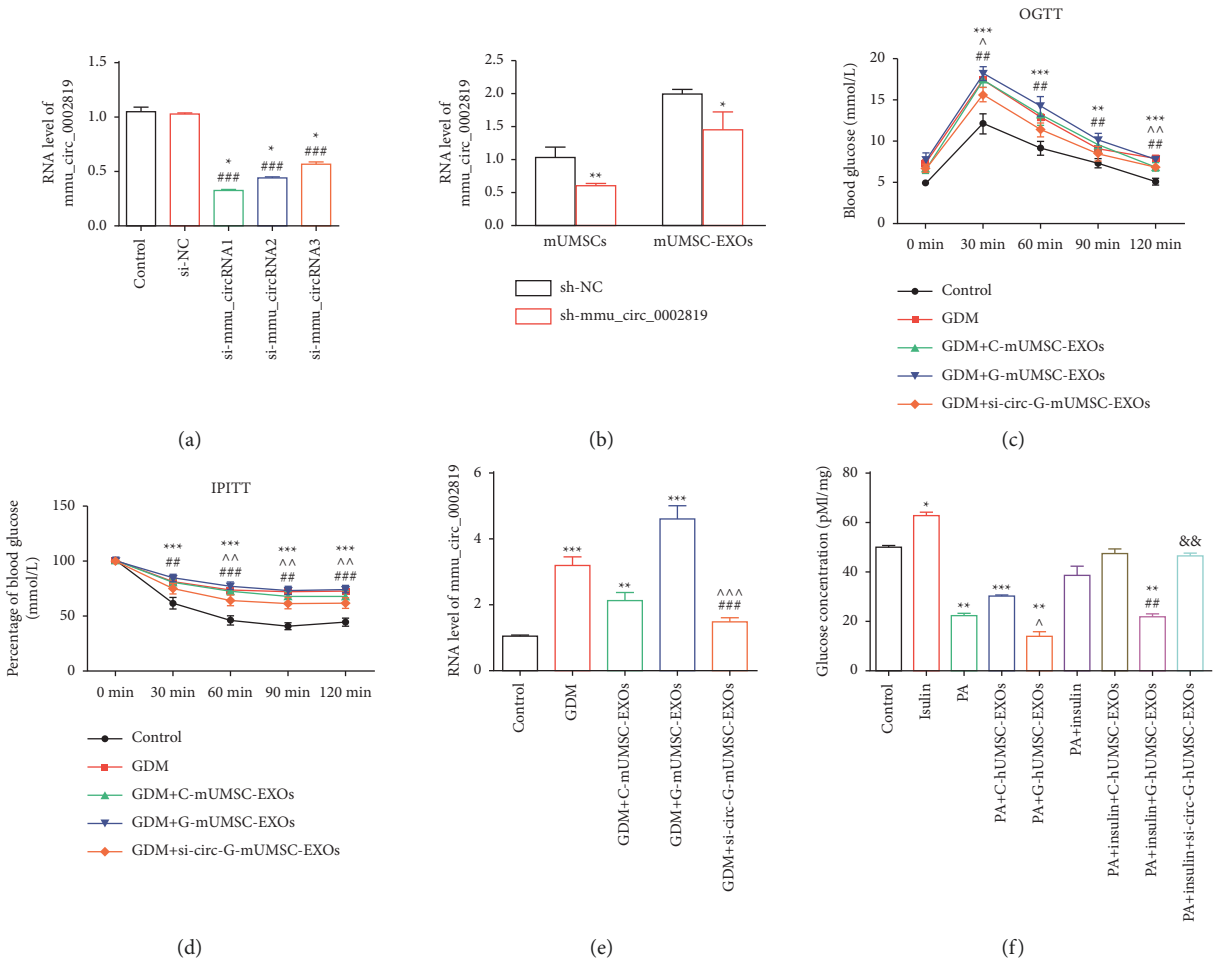 RNA level of
mmu_circ_0002819
1.5
1.0
0.5
0.0
*
###
*
###
*
###
Control
si-NC
si-mmu_circRNA1
si-mmu_circRNA2
si-mmu_circRNA3
(a)
RNA level of
mmu_circ_0002819
2.5
2.0
1.5
1.0
0.5
0.0
**
*
mUMSCs
mUMSC-EXOs
sh-NC
sh-mmu_circ_0002819
(b)
OGTT
Blood glucose (mmol/L)
20
15
10
5
0
***
^
##
***
##
**
##
***
^^
##
0 min
30 min
60 min
90 min
120 min
Control
GDM
GDM+C-mUMSC-EXOs
GDM+G-mUMSC-EXOs
GDM+si-circ-G-mUMSC-EXOs
(c)
IPITT
Percentage of blood glucose
(mmol/L)
150
100
50
0
***
##
***
^^
###
***
^^
##
***
^^
###
0 min
30 min
60 min
90 min
120 min
Control
GDM
GDM+C-mUMSC-EXOs
GDM+G-mUMSC-EXOs
GDM+si-circ-G-mUMSC-EXOs
(d)
RNA level of mmu_circ_0002819
6
4
2
0
***
**
***
^^^
###
Control
GDM
GDM+C-mUMSC-EXOs
GDM+G-mUMSC-EXOs
GDM+si-circ-G-mUMSC-EXOs
(e)
Glucose concentration (pMl/mg)
80
60
40
20
0
*
**
***
**
^
**
##
&&
Control
Isulin
PA
PA+C-hUMSC-EXOs
PA+G-hUMSC-EXOs
PA+insulin
PA+insulin+C-hUMSC-EXOs
PA+insulin+G-hUMSC-EXOs
PA+insulin+si-circ-G-hUMSC-EXOs
(f)